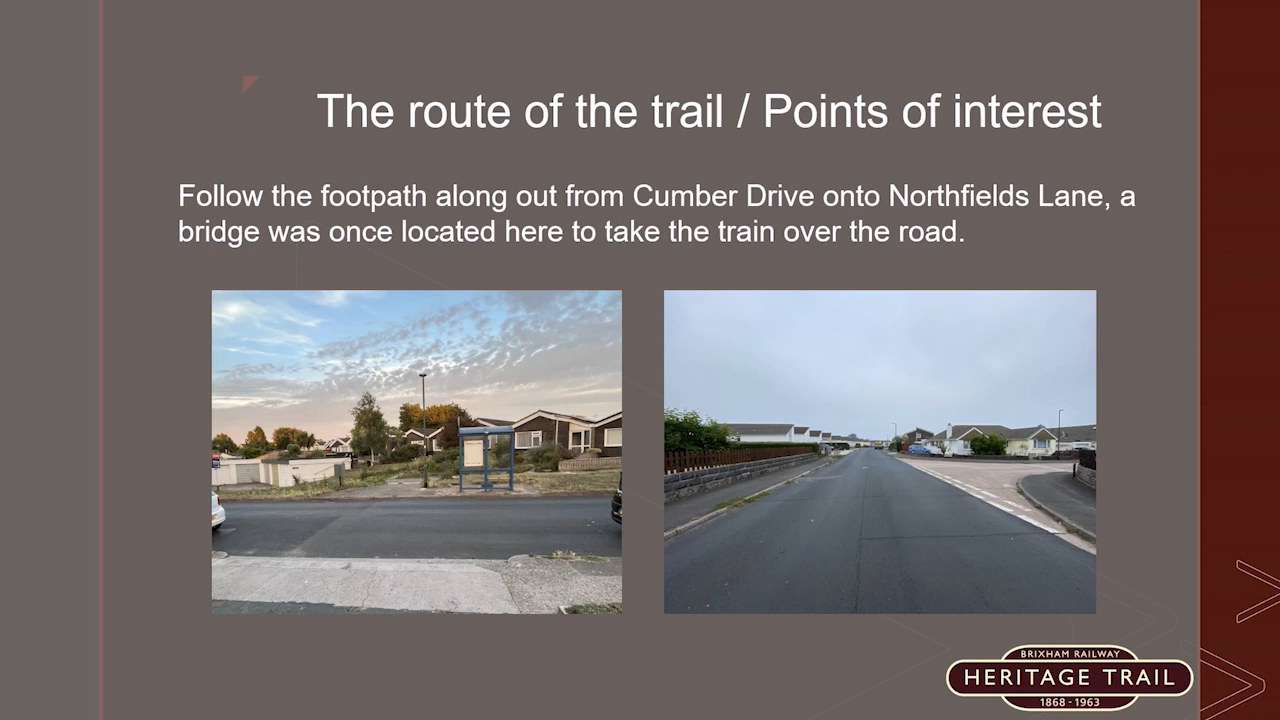 The route of the trail / Points of interest
Follow the footpath along out from Cumber Drive onto Northfields Lane, a
bridge was once located here to take the train over the road.
BRIXHAM RAILWAY
HERITAGE TRAIL
1868 - 1963